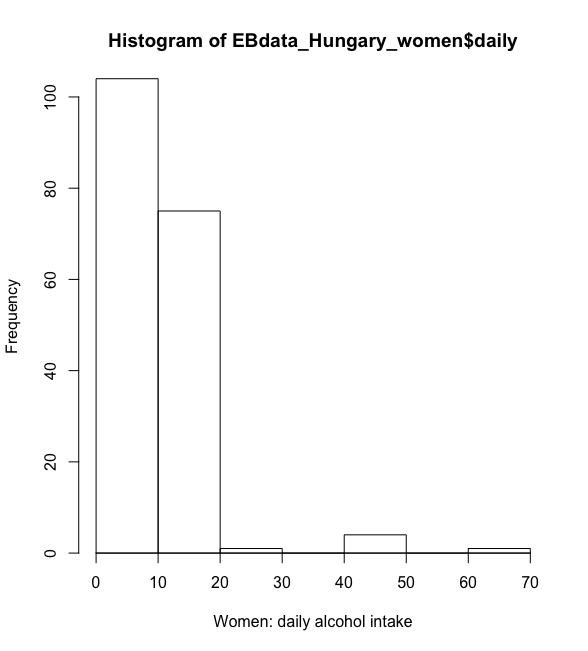 Histogram of EBdata_Hungary_women$daily
Frequency
100
80
60
40
20
0
0 10 20 30 40 50 60 70
Women: daily alcohol intake